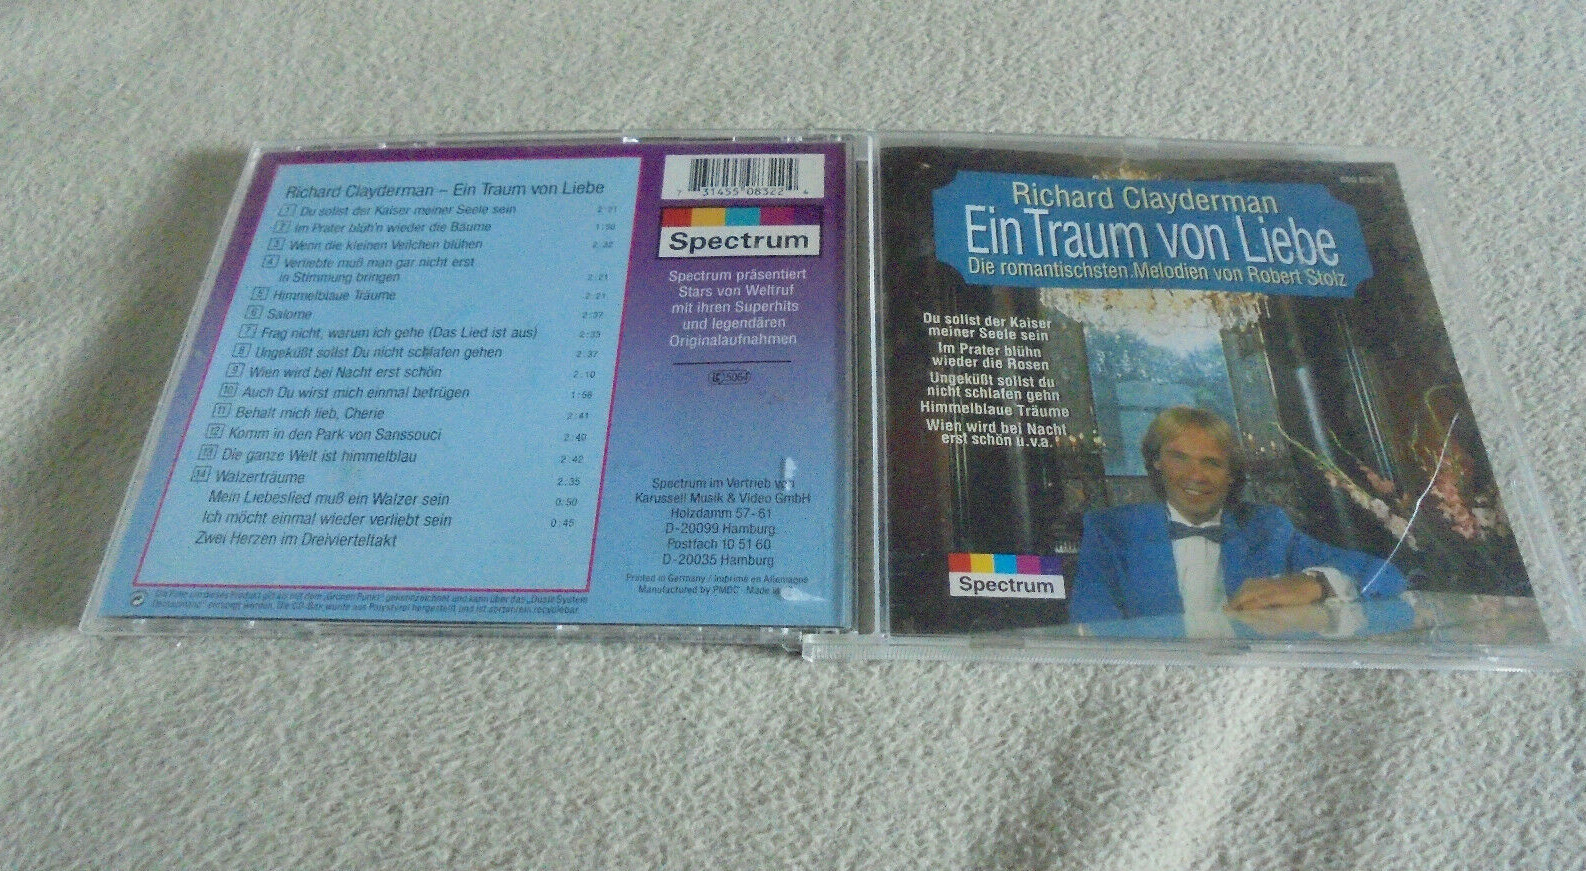 Richard Clayderman – Ein Traum von Liebe
1 Du sollst der Kaiser meiner Seele sein 2:21
2 Im Prater blüh'n wieder die Bäume 1:50
3 Wenn die kleinen Veilchen blühen 2:32
4 Verliebte muß man gar nicht erst
in Stimmung bringen 2:21
5 Himmelblaue Träume 2:21
6 Salome 2:37
7 Frag nicht, warum ich gehe (Das Lied ist aus) 2:35
8 Ungeküßt sollst Du nicht schlafen gehen 2:37
9 Wien wird bei Nacht erst schön 2:10
10 Auch Du wirst mich einmal betrügen 1:56
11 Behalt mich lieb, Cherie 2:41
12 Komm in den Park von Sanssouci 2:40
13 Die ganze Welt ist himmelblau 2:42
14 Walzerträume 2:35
Mein Liebeslied muß ein Walzer sein 0:50
Ich möcht einmal wieder verliebt sein 0:45
Zwei Herzen im Dreivierteltakt
7 31455 08322 4
Spectrum
Spectrum präsentiert
Stars von Weltruf
mit ihren Superhits
und legendären
Originalaufnahmen
LC 5064
Spectrum im Vertrieb von
Karussell Musik & Video GmbH
Holzdamm 57-61
D-20099 Hamburg
Postfach 10 51 60
D-20035 Hamburg
Printed in Germany / Imprimé en Allemagne
Manufactured by PMDC · Made
Richard Clayderman
Ein Traum von Liebe
Die romantischsten Melodien von Robert Stolz
Du sollst der Kaiser
meiner Seele sein
Im Prater blühn
wieder die Rosen
Ungeküßt sollst du
nicht schlafen gehn
Himmelblaue Träume
Wien wird bei Nacht
erst schön u.v.a.
Spectrum